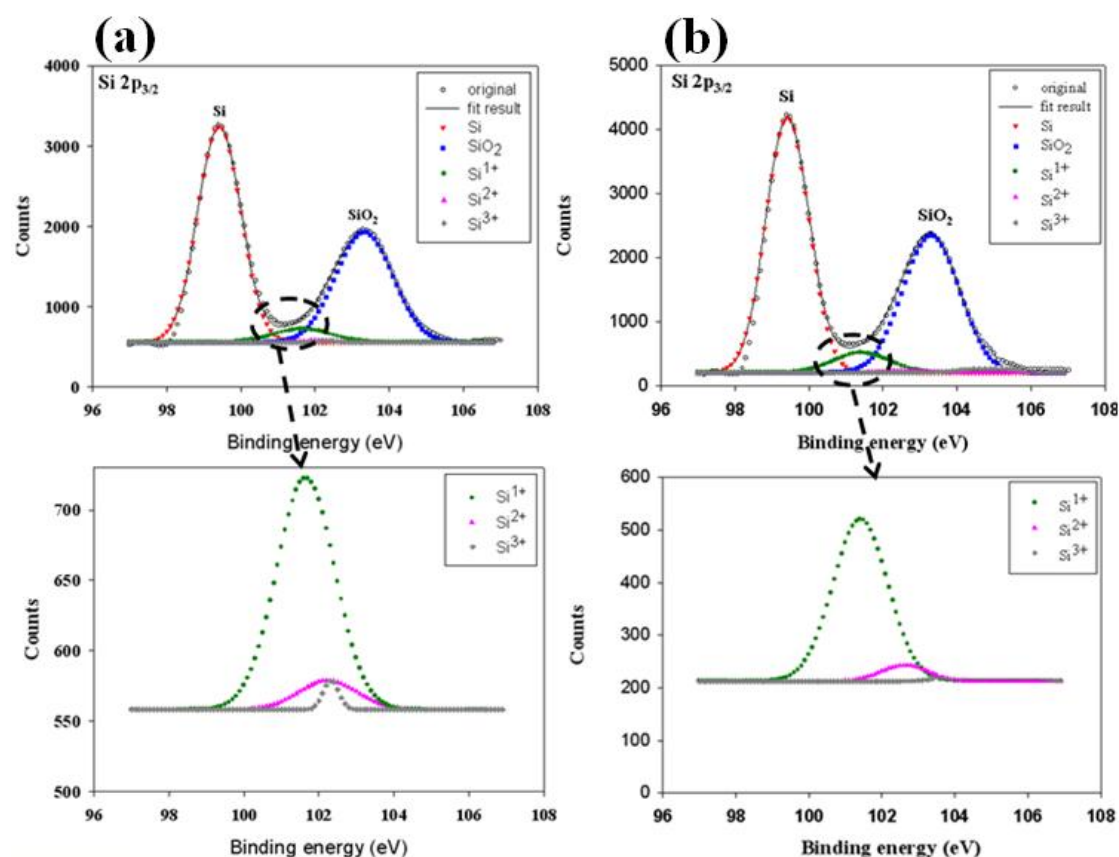 (a)
Si 2p3/2
Si
SiO2
original
fit result
Si
SiO2
Si1+
Si2+
Si3+
4000
3000
2000
1000
0
Counts
96 98 100 102 104 106 108
Binding energy (eV)
(b)
Si 2p3/2
Si
SiO2
original
fit result
Si
SiO2
Si1+
Si2+
Si3+
5000
4000
3000
2000
1000
0
Counts
96 98 100 102 104 106 108
Binding energy (eV)
Si1+
Si2+
Si3+
700
650
600
550
500
Counts
96 98 100 102 104 106 108
Binding energy (eV)
Si1+
Si2+
Si3+
600
500
400
300
200
100
0
Counts
96 98 100 102 104 106 108
Binding energy (eV)